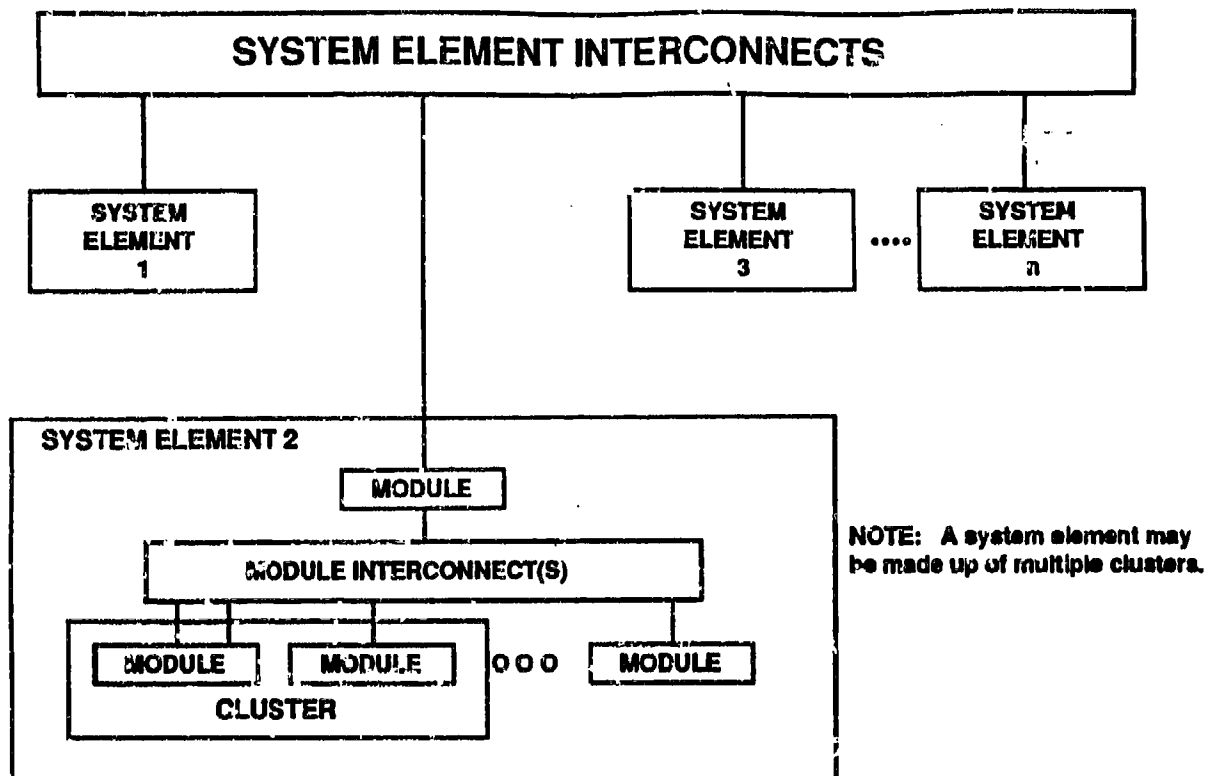 SYSTEM ELEMENT INTERCONNECTS
SYSTEM
ELEMENT
1
SYSTEM
ELEMENT
3
....
SYSTEM
ELEMENT
n
SYSTEM ELEMENT 2
MODULE
MODULE INTERCONNECT(S)
MODULE
MODULE
O O O
MODULE
CLUSTER
NOTE: A system element may
be made up of multiple clusters.